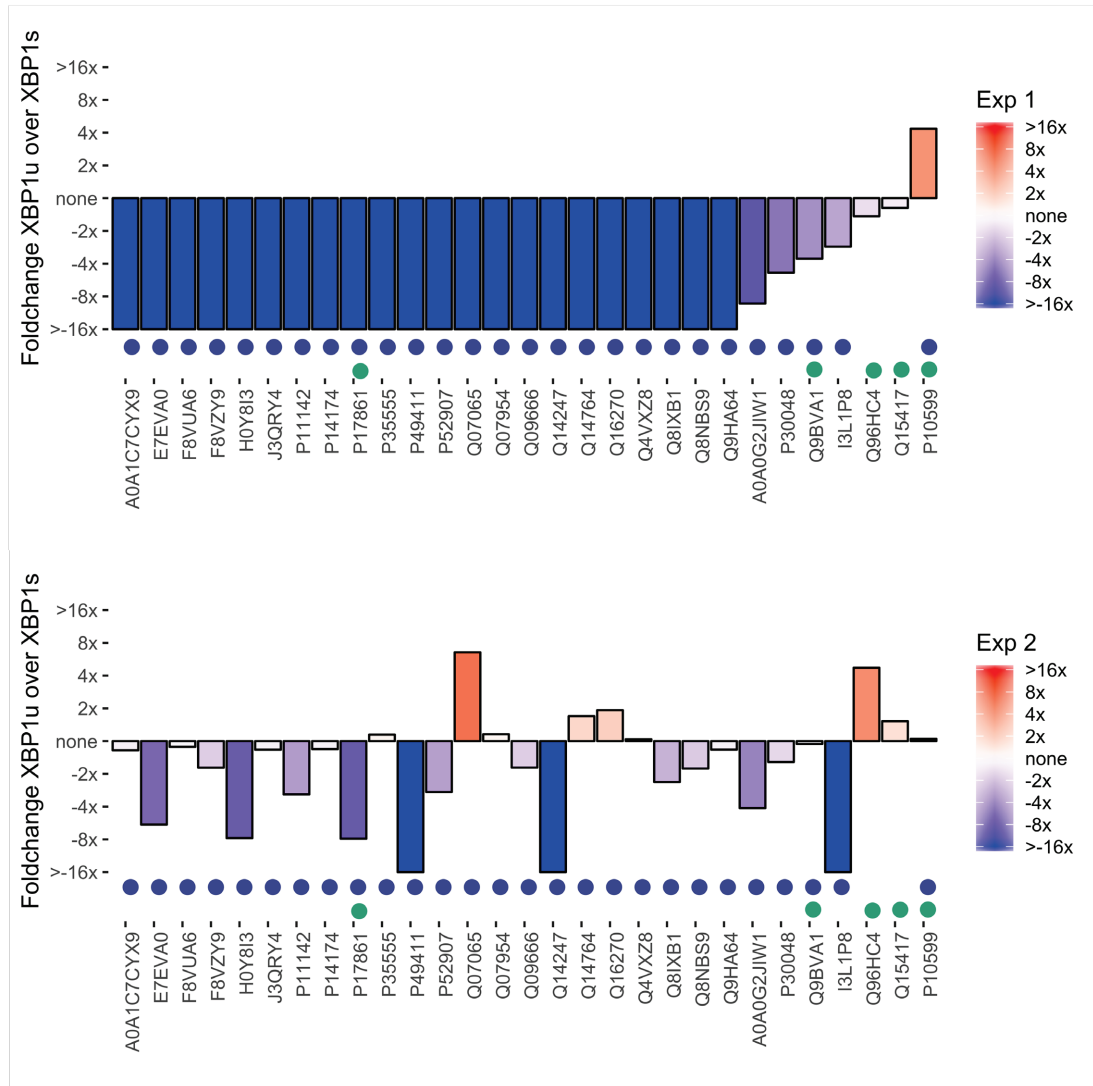 Foldchange XBP1u over XBP1s
>16x
8x
4x
2x
none
-2x
-4x
-8x
>-16x
A0A1C7CYX9
E7EVA0
F8VUA6
F8VZY9
H0Y8I3
J3QRY4
P11142
P14174
P17861
P35555
P49411
P52907
Q07065
Q07954
Q09666
Q14247
Q14764
Q16270
Q4VXZ8
Q8IXB1
Q8NBS9
Q9HA64
A0A0G2JIW1
P30048
Q9BVA1
I3L1P8
Q96HC4
Q15417
P10599
Exp 1
>16x
8x
4x
2x
none
-2x
-4x
-8x
>-16x
Foldchange XBP1u over XBP1s
>16x
8x
4x
2x
none
-2x
-4x
-8x
>-16x
A0A1C7CYX9
E7EVA0
F8VUA6
F8VZY9
H0Y8I3
J3QRY4
P11142
P14174
P17861
P35555
P49411
P52907
Q07065
Q07954
Q09666
Q14247
Q14764
Q16270
Q4VXZ8
Q8IXB1
Q8NBS9
Q9HA64
A0A0G2JIW1
P30048
Q9BVA1
I3L1P8
Q96HC4
Q15417
P10599
Exp 2
>16x
8x
4x
2x
none
-2x
-4x
-8x
>-16x